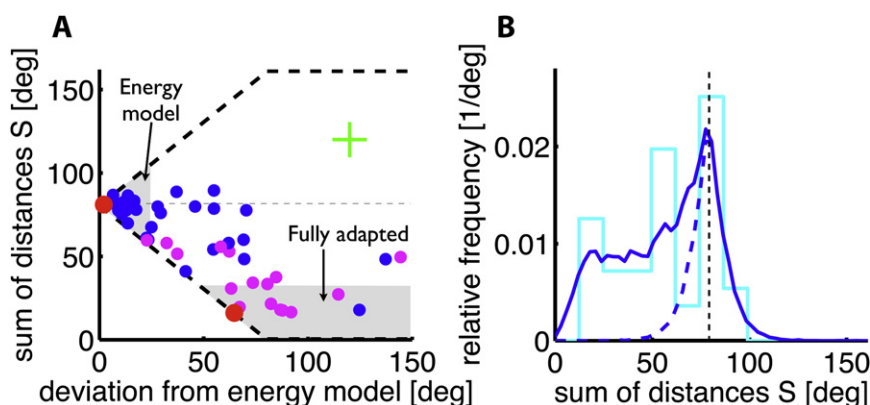 A
B
sum of distances S [deg]
150
100
50
0
Energy
model
Fully adapted
0
50
100
150
deviation from energy model [deg]
relative frequency [1/deg]
0.02
0.01
0
0
50
100
150
sum of distances S [deg]